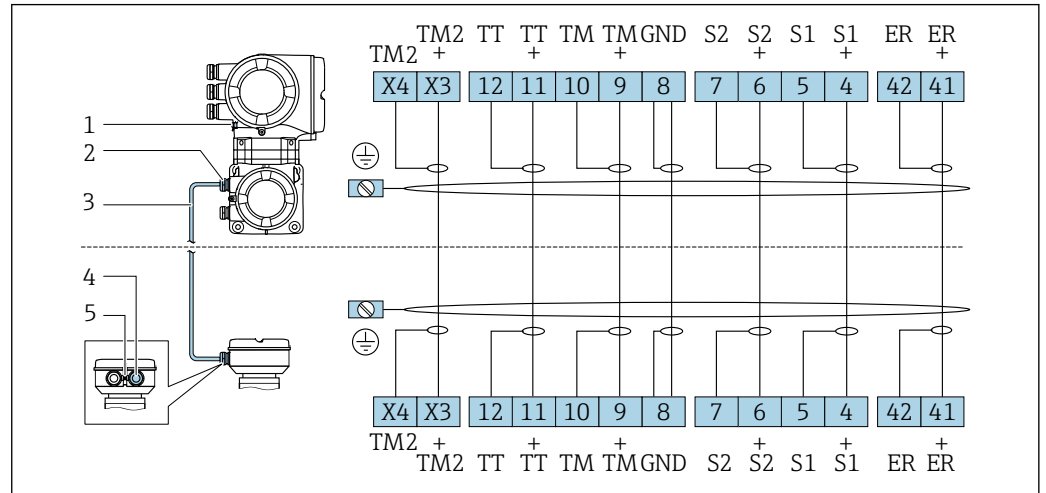 TM2 TT TT TM TM GND S2 S2 S1 S1 ER ER
TM2 + + + + + +
X4 X3 12 11 10 9 8 7 6 5 4 42 41
1
2
3
4
5
X4 X3 12 11 10 9 8 7 6 5 4 42 41
TM2 + + + + + +
TM2 TT TT TM TM GND S2 S2 S1 S1 ER ER